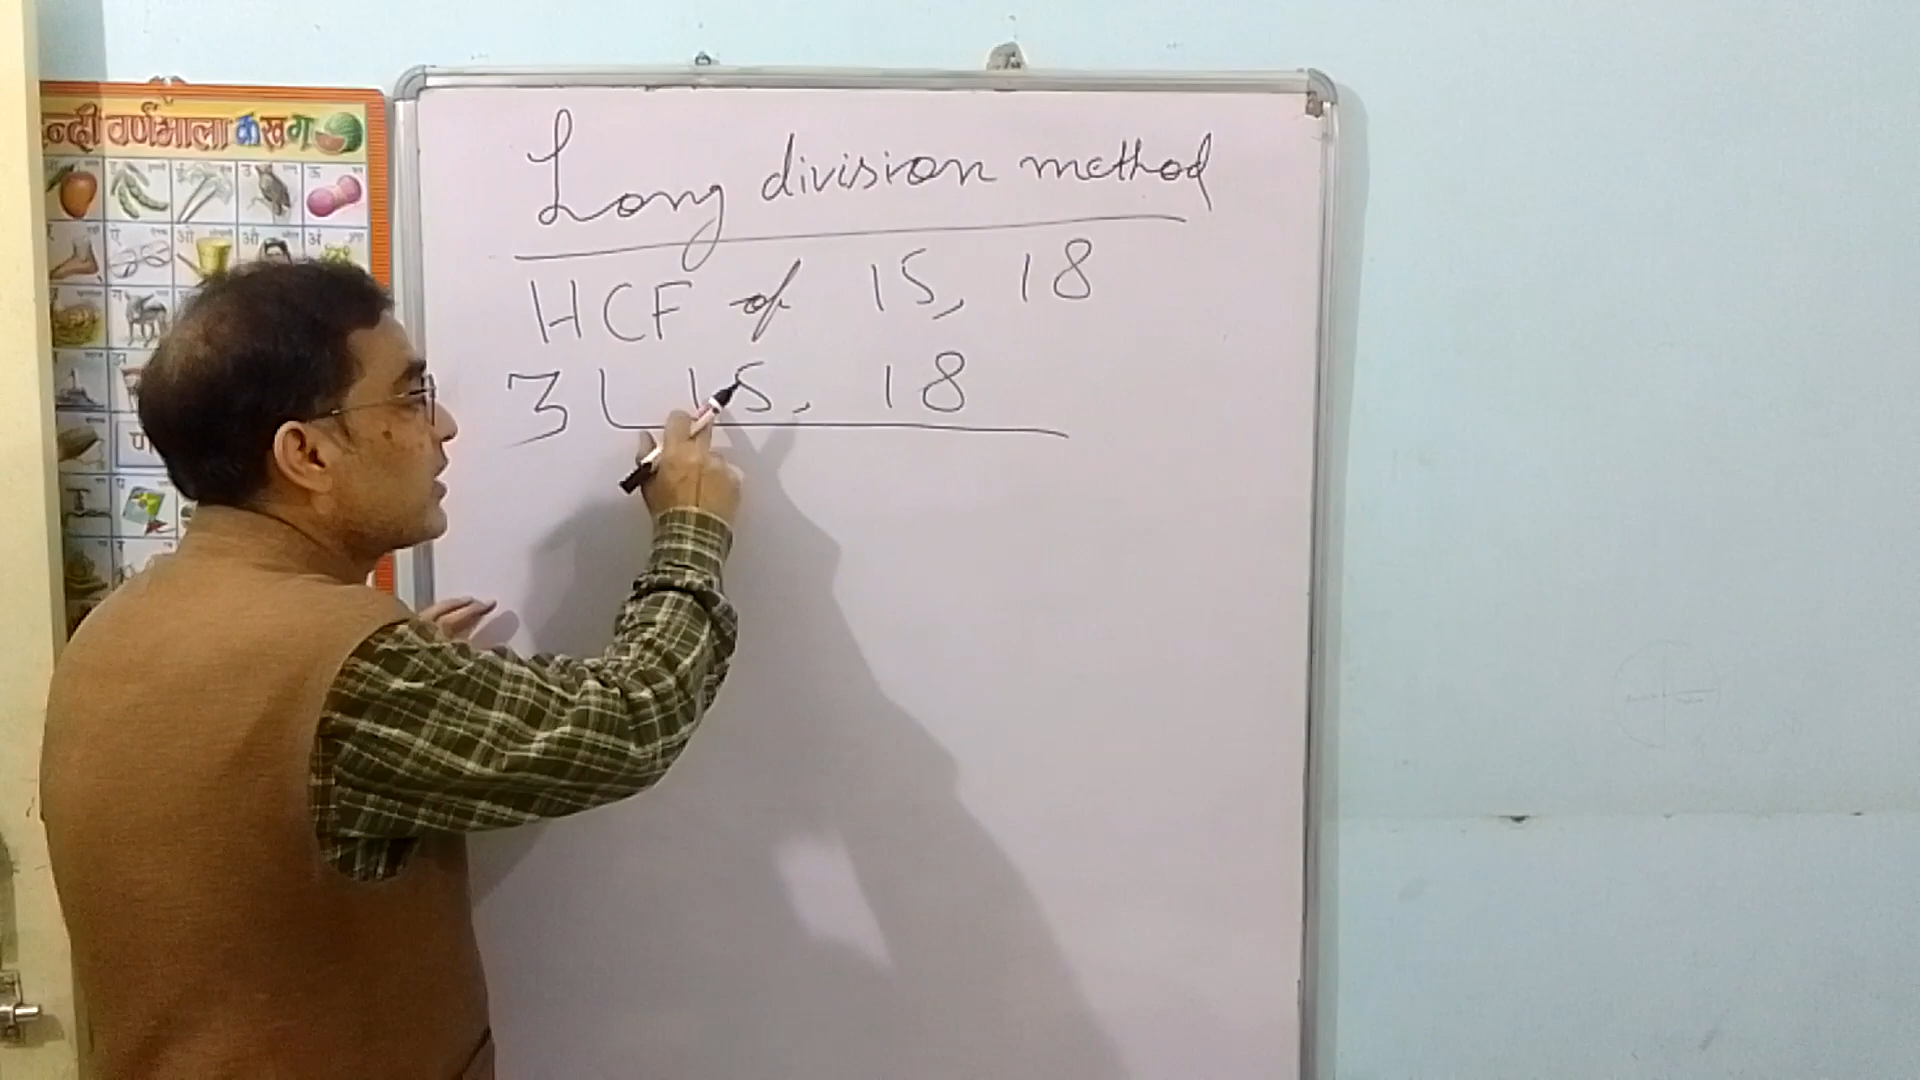 न्दी वर्णमाला क ख ग
Long division method
HCF of 15, 18
3 15, 18